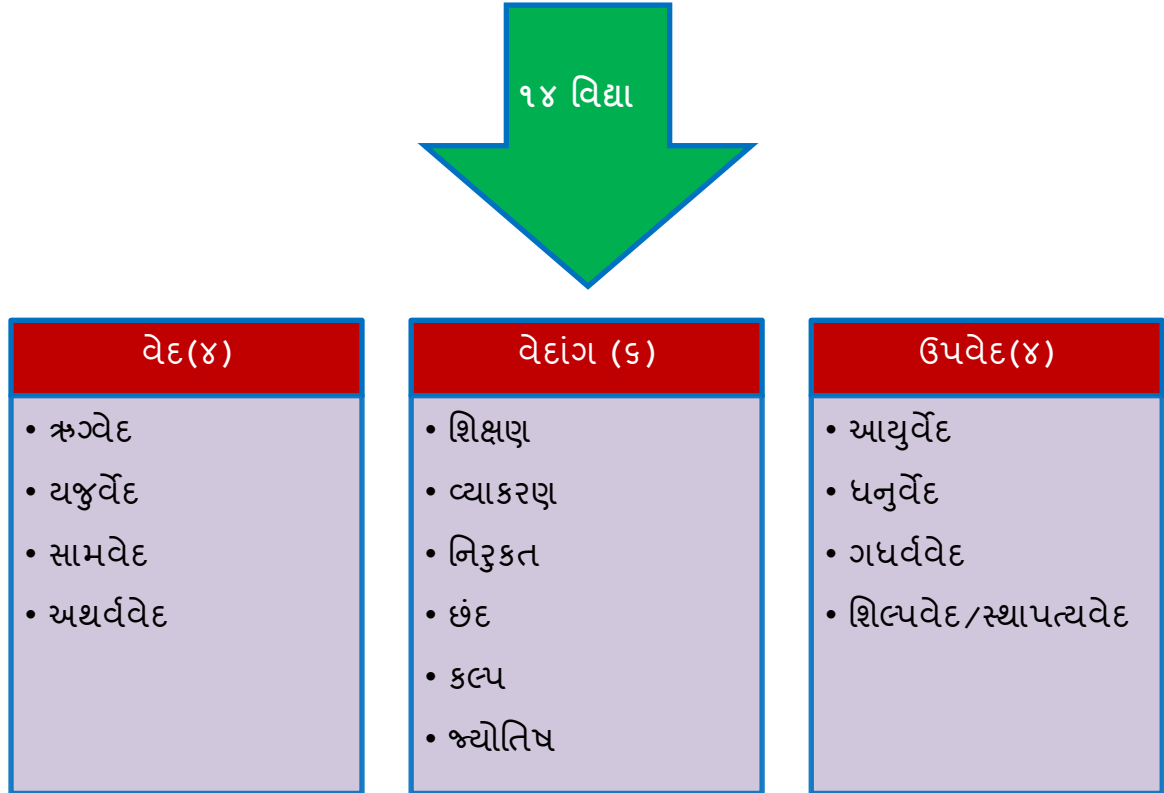 ૧૪ વિદ્યા
વેદ(૪)
• ઋગ્વેદ
• યજુર્વેદ
• સામવેદ
• અથર્વવેદ
વેદાંગ (૬)
• શિક્ષણ
• વ્યાકરણ
• નિરુકત
• છંદ
• કલ્પ
• જ્યોતિષ
ઉપવેદ(૪)
• આયુર્વેદ
• ધનુર્વેદ
• ગધર્વવેદ
• શિલ્પવેદ/સ્થાપત્યવેદ